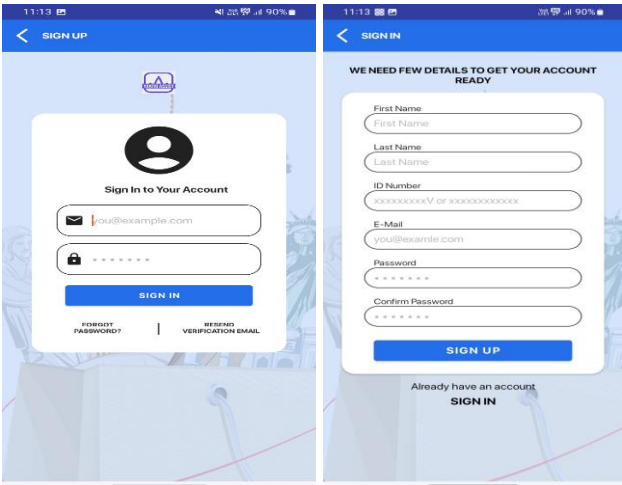 11:13
90%
SIGN UP
Sign In to Your Account
you@example.com
SIGN IN
FORGOT PASSWORD?
RESEND VERIFICATION EMAIL
11:13
90%
SIGN IN
WE NEED FEW DETAILS TO GET YOUR ACCOUNT
READY
First Name
First Name
Last Name
Last Name
ID Number
xxxxxxxxxV or xxxxxxxxxxxx
E-Mail
you@examle.com
Password
Confirm Password
SIGN UP
Already have an account
SIGN IN